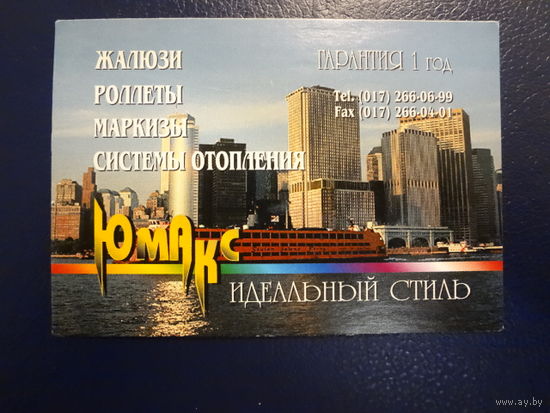 ЖАЛЮЗИ
РОЛЛЕТЫ
МАРКИЗЫ
СИСТЕМЫ ОТОПЛЕНИЯ
ГАРАНТИЯ 1 ГОД
Tel. (017) 266-06-99
Fax (017) 266-04-01
ЮМАКС
ИДЕАЛЬНЫЙ СТИЛЬ
www.ay.by